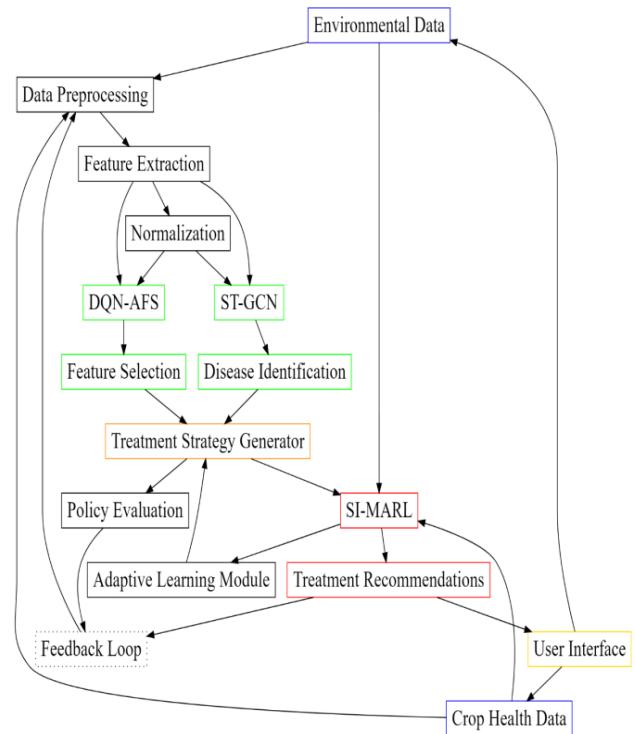 Environmental Data
Data Preprocessing
Feature Extraction
Normalization
DQN-AFS
ST-GCN
Feature Selection
Disease Identification
Treatment Strategy Generator
Policy Evaluation
SI-MARL
Adaptive Learning Module
Treatment Recommendations
Feedback Loop
User Interface
Crop Health Data